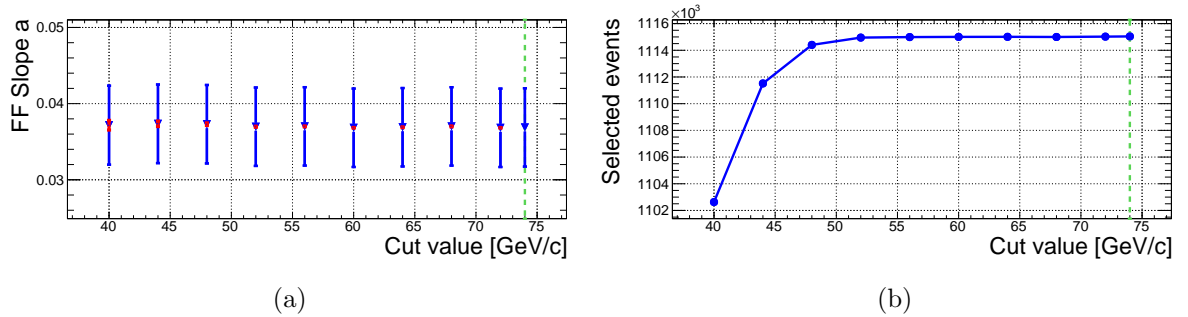 0.05
0.04
0.03
FF Slope a
40 45 50 55 60 65 70 75
Cut value [GeV/c]
(a)
×10³
1116
1114
1112
1110
1108
1106
1104
1102
Selected events
40 45 50 55 60 65 70 75
Cut value [GeV/c]
(b)